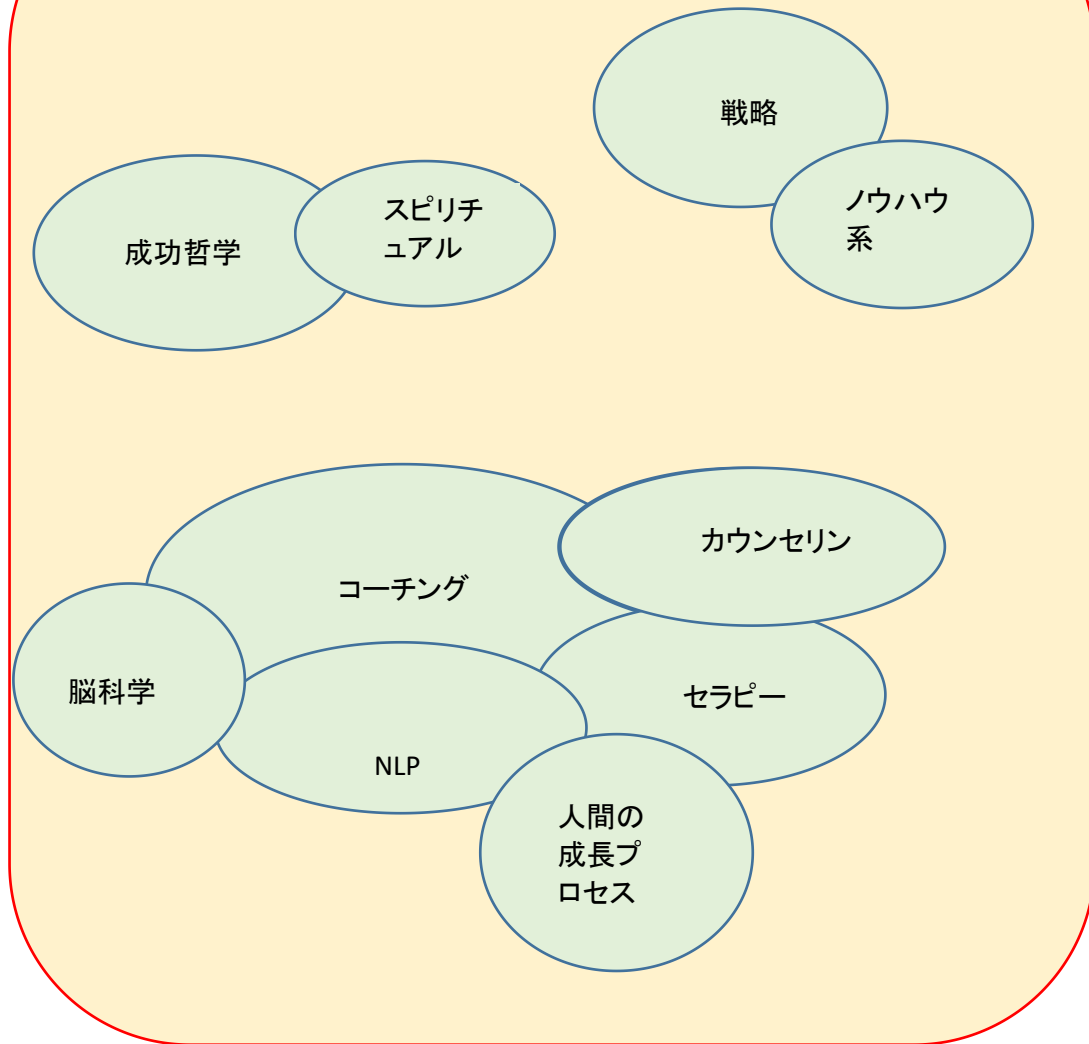 戦略
ノウハウ
系
スピリチ
ュアル
成功哲学
カウンセリン
コーチング
脳科学
セラピー
NLP
人間の
成長プ
ロセス